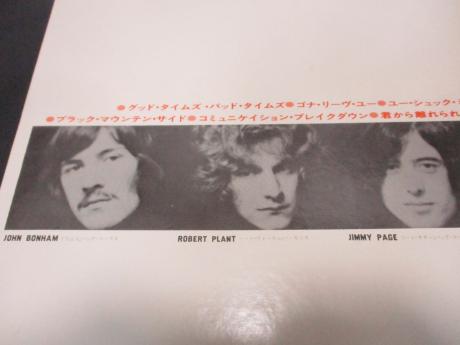 ●グッド・タイムズ・バッド・タイムズ●ゴナ・リーヴ・ユー●ユー・シュック・
●ブラック・マウンテン・サイド●コミュニケイション・ブレイクダウン●君から離れられ
JOHN BONHAM ROBERT PLANT JIMMY PAGE